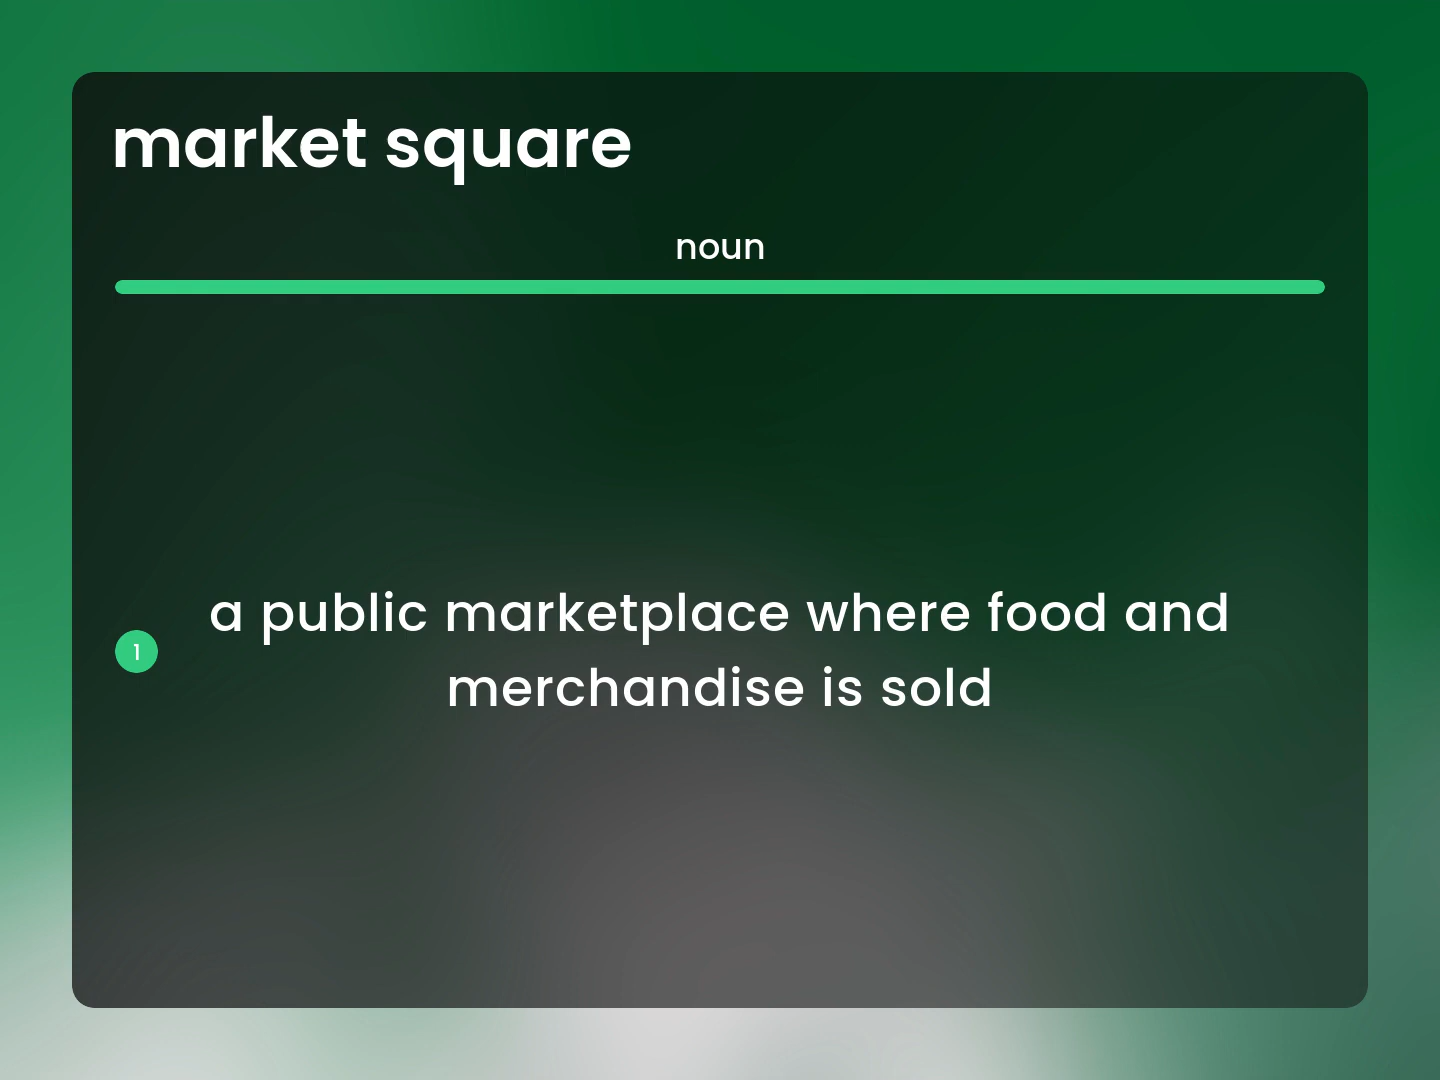 market square
noun
1
a public marketplace where food and
merchandise is sold